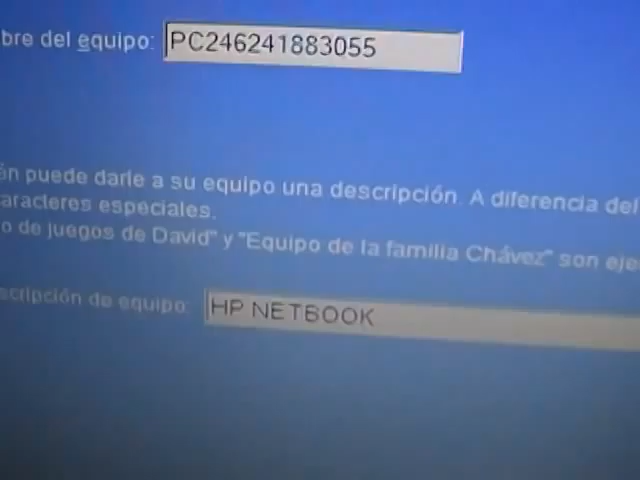 bre del equipo: PC246241883055
én puede darle a su equipo una descripción. A diferencia del
aracteres especiales.
o de juegos de David" y "Equipo de la familia Chávez" son eje
scripción de equipo: HP NETBOOK